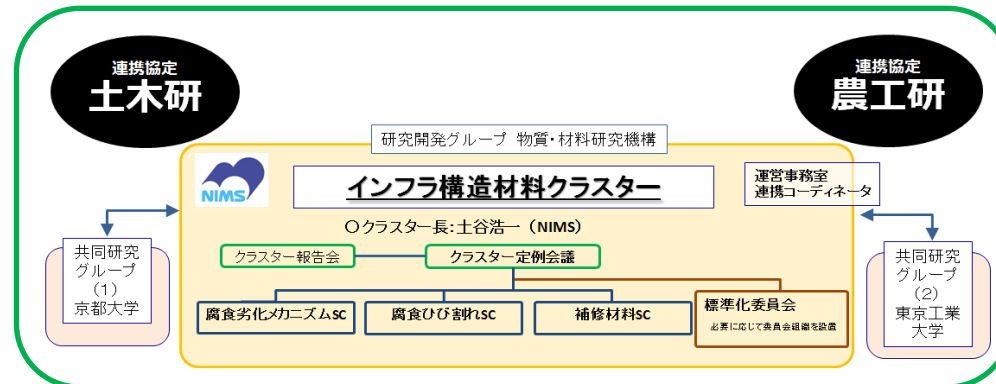 連携協定
土木研
連携協定
農工研
研究開発グループ 物質・材料研究機構
NIMS
インフラ構造材料クラスター
運営事務室
連携コーディネータ
〇クラスター長:土谷浩一（NIMS）
クラスター報告会
クラスター定例会議
共同研究
グループ
（1）
京都大学
共同研究
グループ
（2）
東京工業
大学
腐食劣化メカニズムSC
腐食ひび割れSC
補修材料SC
標準化委員会
必要に応じて委員会組織を設置